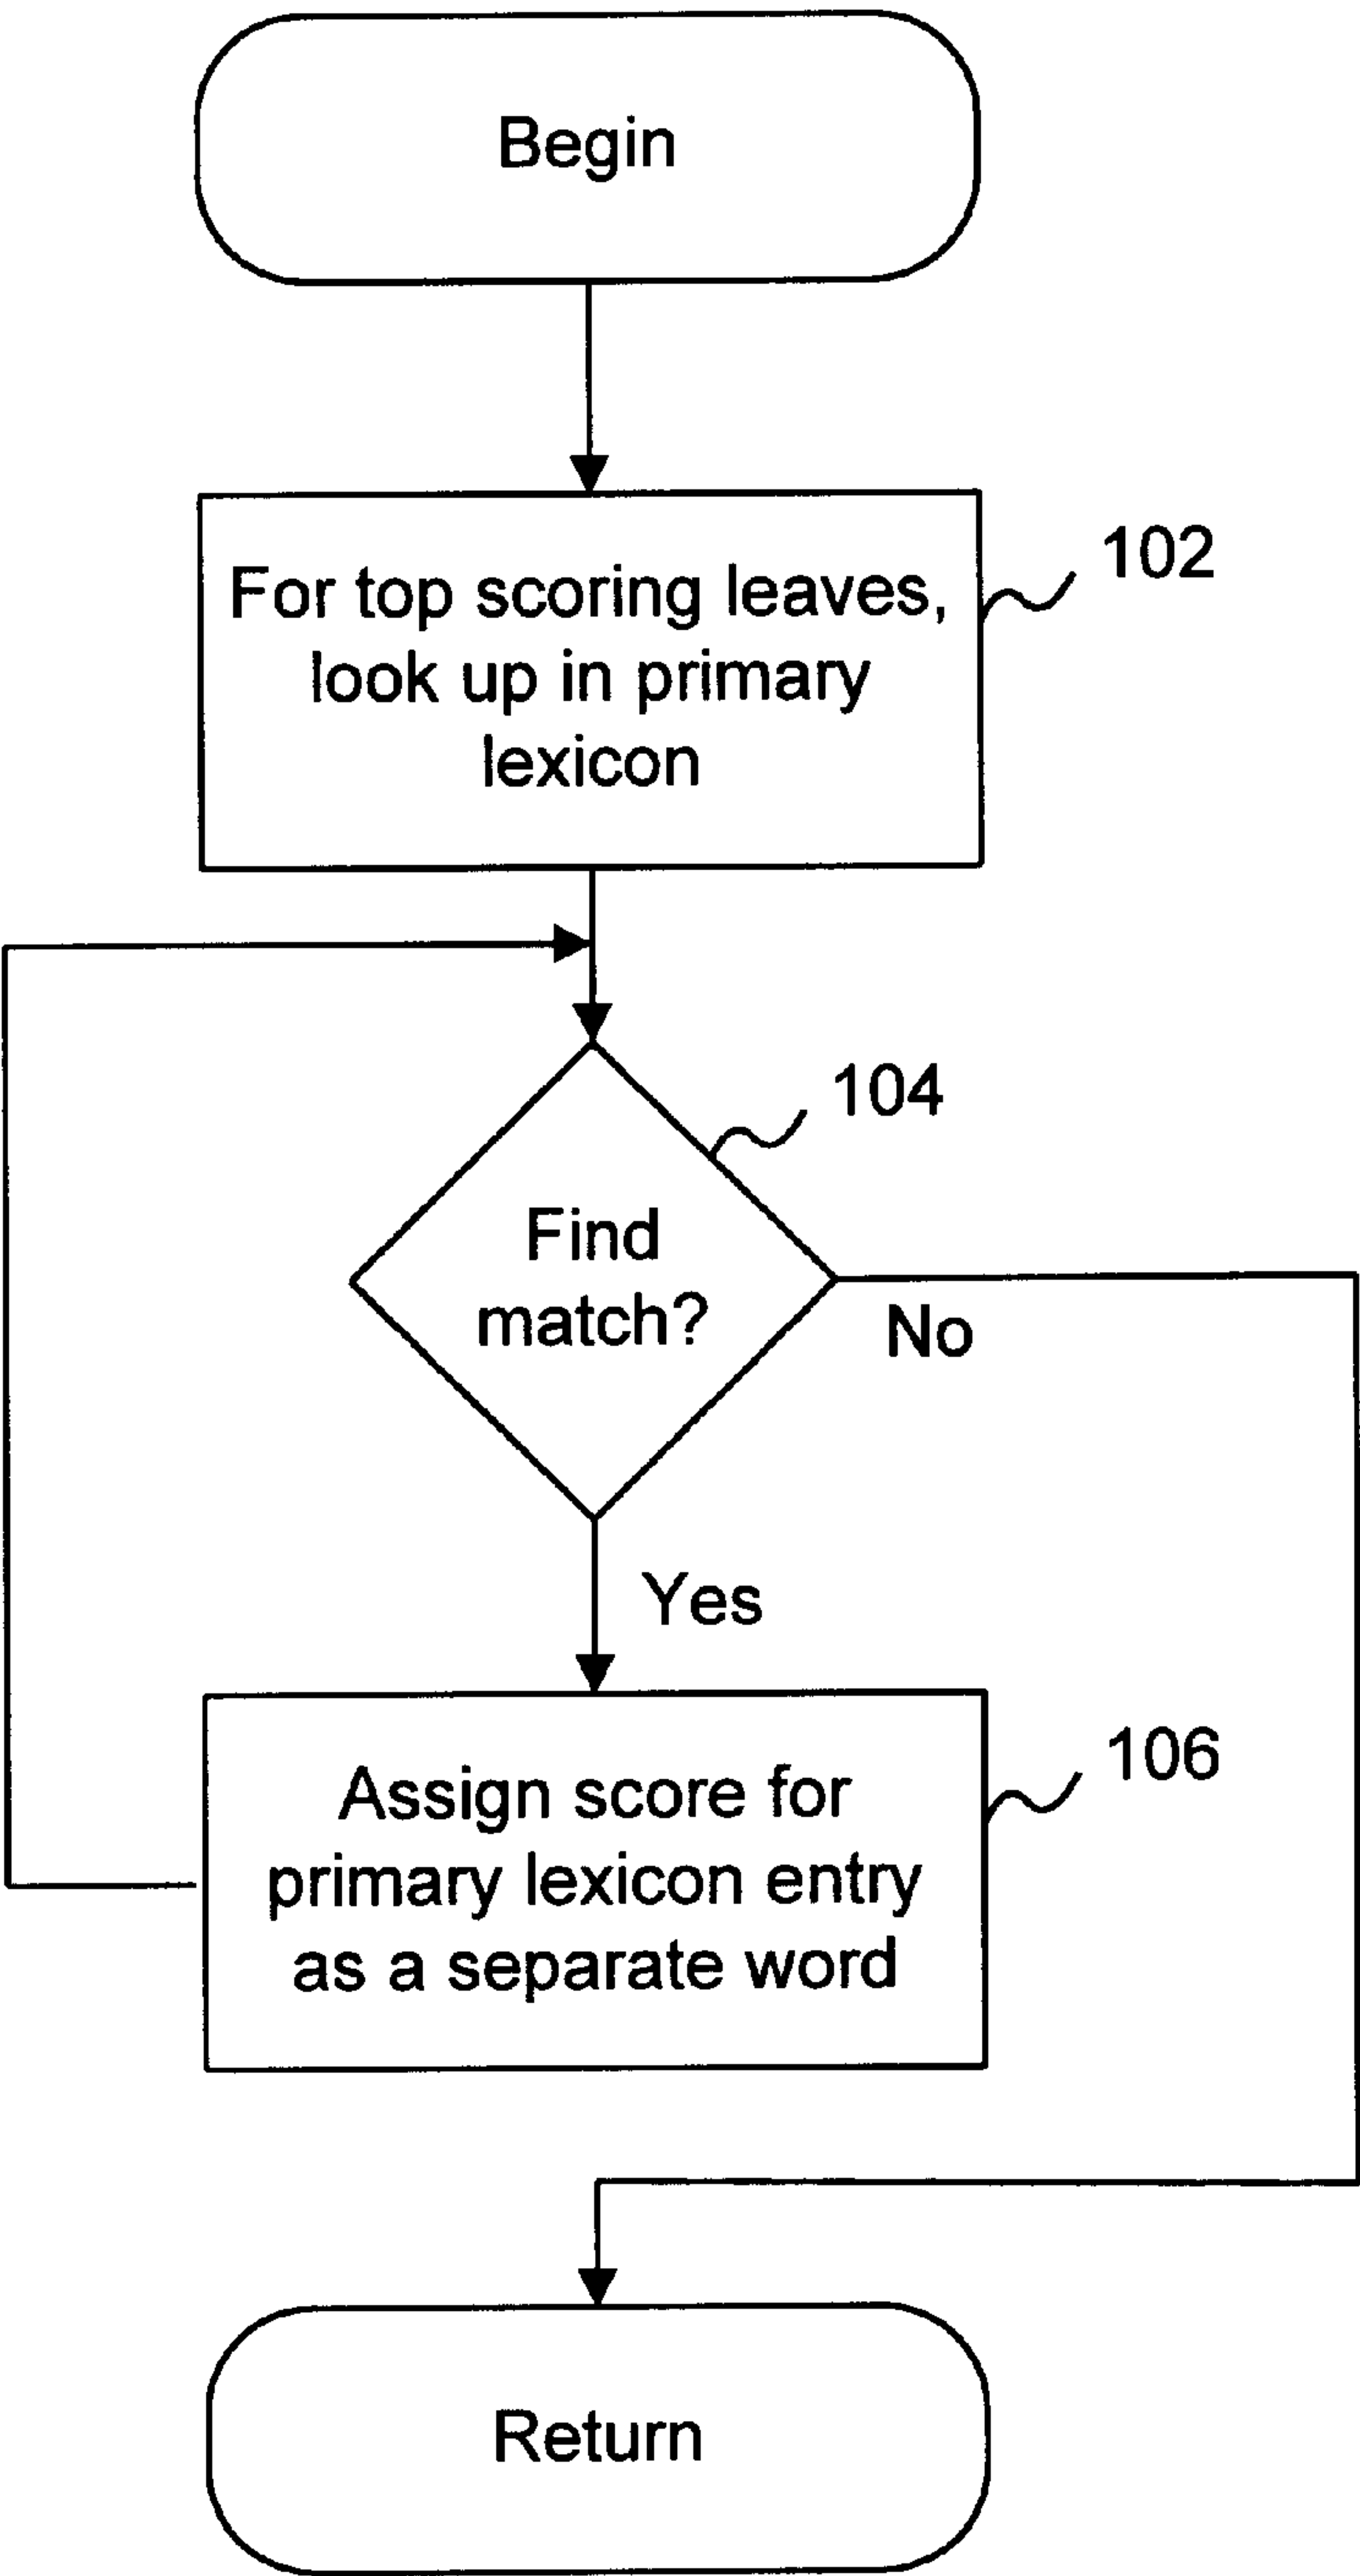 Begin
For top scoring leaves,
look up in primary
lexicon
102
Find
match?
104
No
Yes
Assign score for
primary lexicon entry
as a separate word
106
Return